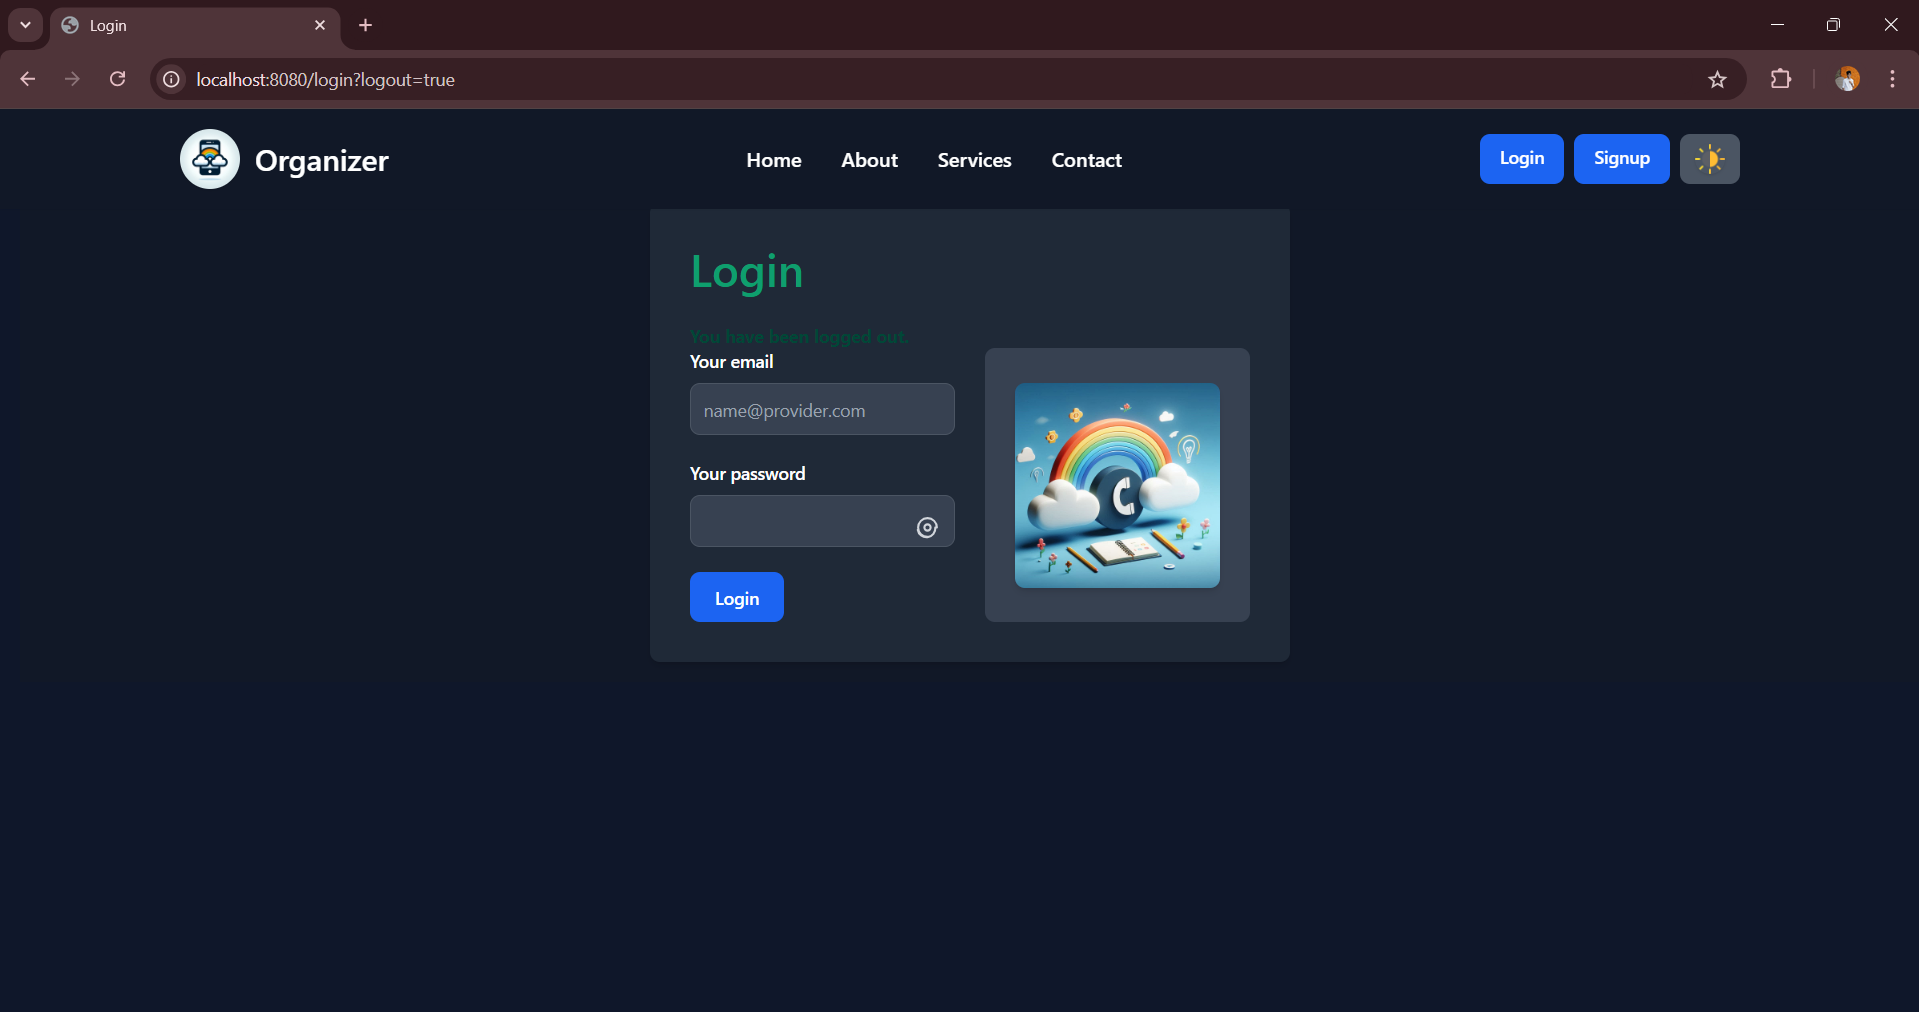 Login
localhost:8080/login?logout=true
Organizer
Home About Services Contact
Login Signup
Login
You have been logged out.
Your email
name@provider.com
Your password
Login